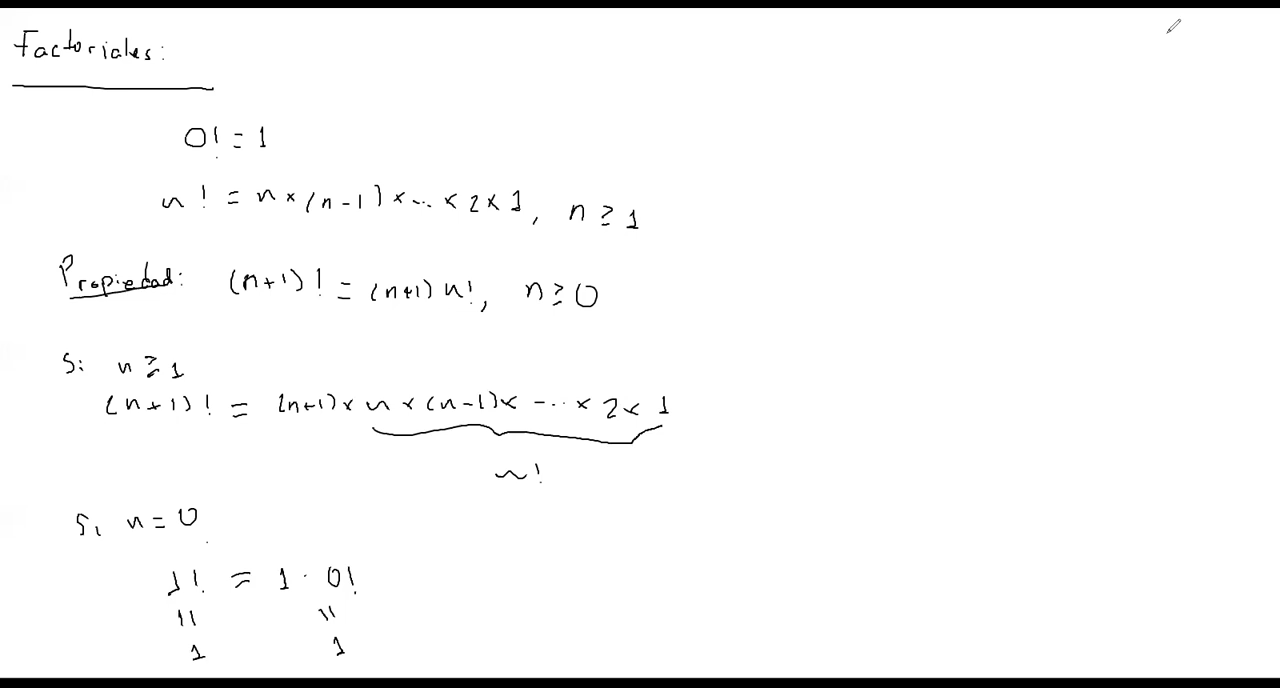 Factoriales:
0! = 1
n! = n × (n-1) × ... × 2 × 1, n ≥ 1
Propiedad: (n+1)! = (n+1) n!, n ≥ 0
Si n ≥ 1
(n+1)! = (n+1) × n × (n-1) × -... × 2 × 1
n!
Si n = 0
1! = 1 · 0!
" "
1 1